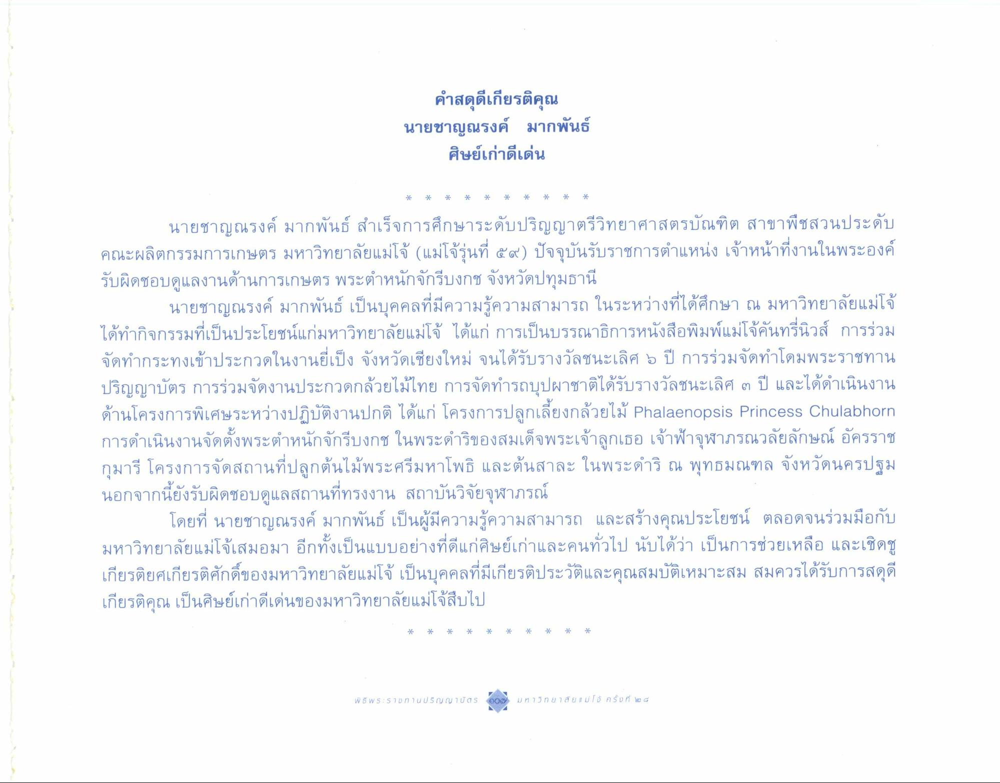 คำสดุดีเกียรติคุณ
นายชาญณรงค์ มากพันธ์
ศิษย์เก่าดีเด่น
* * * * * * * * * *
นายชาญณรงค์ มากพันธ์ สำเร็จการศึกษาระดับปริญญาตรีวิทยาศาสตรบัณฑิต สาขาพืชสวนประดับ
คณะผลิตกรรมการเกษตร มหาวิทยาลัยแม่โจ้ (แม่โจ้รุ่นที่ ๕๙) ปัจจุบันรับราชการตำแหน่ง เจ้าหน้าที่งานในพระองค์
รับผิดชอบดูแลงานด้านการเกษตร พระตำหนักจักรีบงกช จังหวัดปทุมธานี
นายชาญณรงค์ มากพันธ์ เป็นบุคคลที่มีความรู้ความสามารถ ในระหว่างที่ได้ศึกษา ณ มหาวิทยาลัยแม่โจ้
ได้ทำกิจกรรมที่เป็นประโยชน์แก่มหาวิทยาลัยแม่โจ้ ได้แก่ การเป็นบรรณาธิการหนังสือพิมพ์แม่โจ้คันทรี่นิวส์ การร่วม
จัดทำกระทงเข้าประกวดในงานยี่เป็ง จังหวัดเชียงใหม่ จนได้รับรางวัลชนะเลิศ ๖ ปี การร่วมจัดทำโดมพระราชทาน
ปริญญาบัตร การร่วมจัดงานประกวดกล้วยไม้ไทย การจัดทำรถบุปผาชาติได้รับรางวัลชนะเลิศ ๓ ปี และได้ดำเนินงาน
ด้านโครงการพิเศษระหว่างปฏิบัติงานปกติ ได้แก่ โครงการปลูกเลี้ยงกล้วยไม้ Phalaenopsis Princess Chulabhorn
การดำเนินงานจัดตั้งพระตำหนักจักรีบงกช ในพระดำริของสมเด็จพระเจ้าลูกเธอ เจ้าฟ้าจุฬาภรณวลัยลักษณ์ อัครราช
กุมารี โครงการจัดสถานที่ปลูกต้นไม้พระศรีมหาโพธิ และต้นสาละ ในพระดำริ ณ พุทธมณฑล จังหวัดนครปฐม
นอกจากนี้ยังรับผิดชอบดูแลสถานที่ทรงงาน สถาบันวิจัยจุฬาภรณ์
โดยที่ นายชาญณรงค์ มากพันธ์ เป็นผู้มีความรู้ความสามารถ และสร้างคุณประโยชน์ ตลอดจนร่วมมือกับ
มหาวิทยาลัยแม่โจ้เสมอมา อีกทั้งเป็นแบบอย่างที่ดีแก่ศิษย์เก่าและคนทั่วไป นับได้ว่า เป็นการช่วยเหลือ และเชิดชู
เกียรติยศเกียรติศักดิ์ของมหาวิทยาลัยแม่โจ้ เป็นบุคคลที่มีเกียรติประวัติและคุณสมบัติเหมาะสม สมควรได้รับการสดุดี
เกียรติคุณ เป็นศิษย์เก่าดีเด่นของมหาวิทยาลัยแม่โจ้สืบไป
* * * * * * * * * *
พิธีพระราชทานปริญญาบัตร ๑๐๗ มหาวิทยาลัยแม่โจ้ ครั้งที่ ๒๘